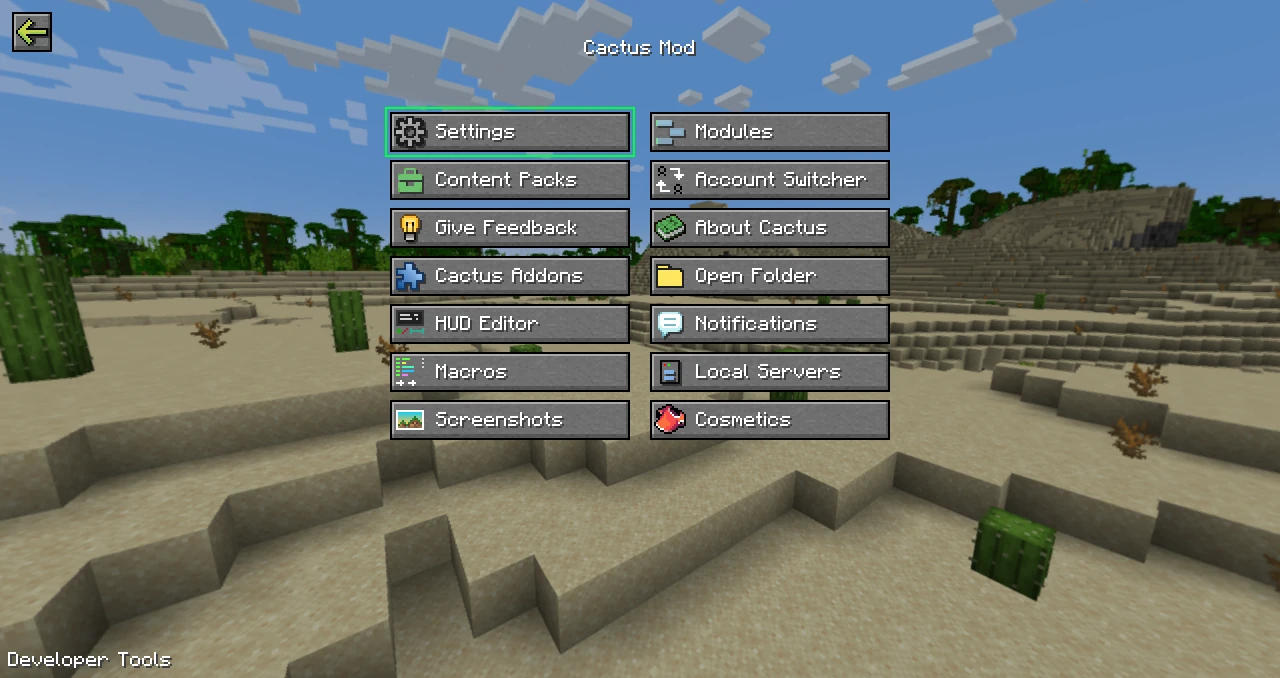 Cactus Mod
Settings
Modules
Content Packs
Account Switcher
Give Feedback
About Cactus
Cactus Addons
Open Folder
HUD Editor
Notifications
Macros
Local Servers
Screenshots
Cosmetics
Developer Tools